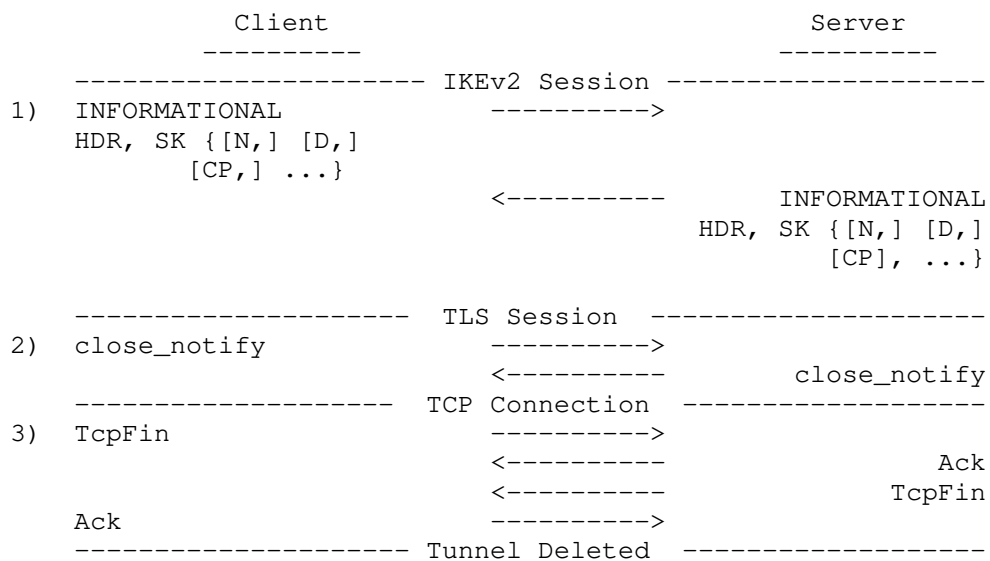 Client                              Server
----------                          ----------
---------------------- IKEv2 Session --------------------
1) INFORMATIONAL ---------->
HDR, SK {[N,] [D,]
[CP,] ...}
<---------- INFORMATIONAL
HDR, SK {[N,] [D,]
[CP], ...}
--------------------- TLS Session ---------------------
2) close_notify ---------->
<---------- close_notify
-------------------- TCP Connection -------------------
3) TcpFin ---------->
<---------- Ack
<---------- TcpFin
Ack ---------->
--------------------- Tunnel Deleted -------------------